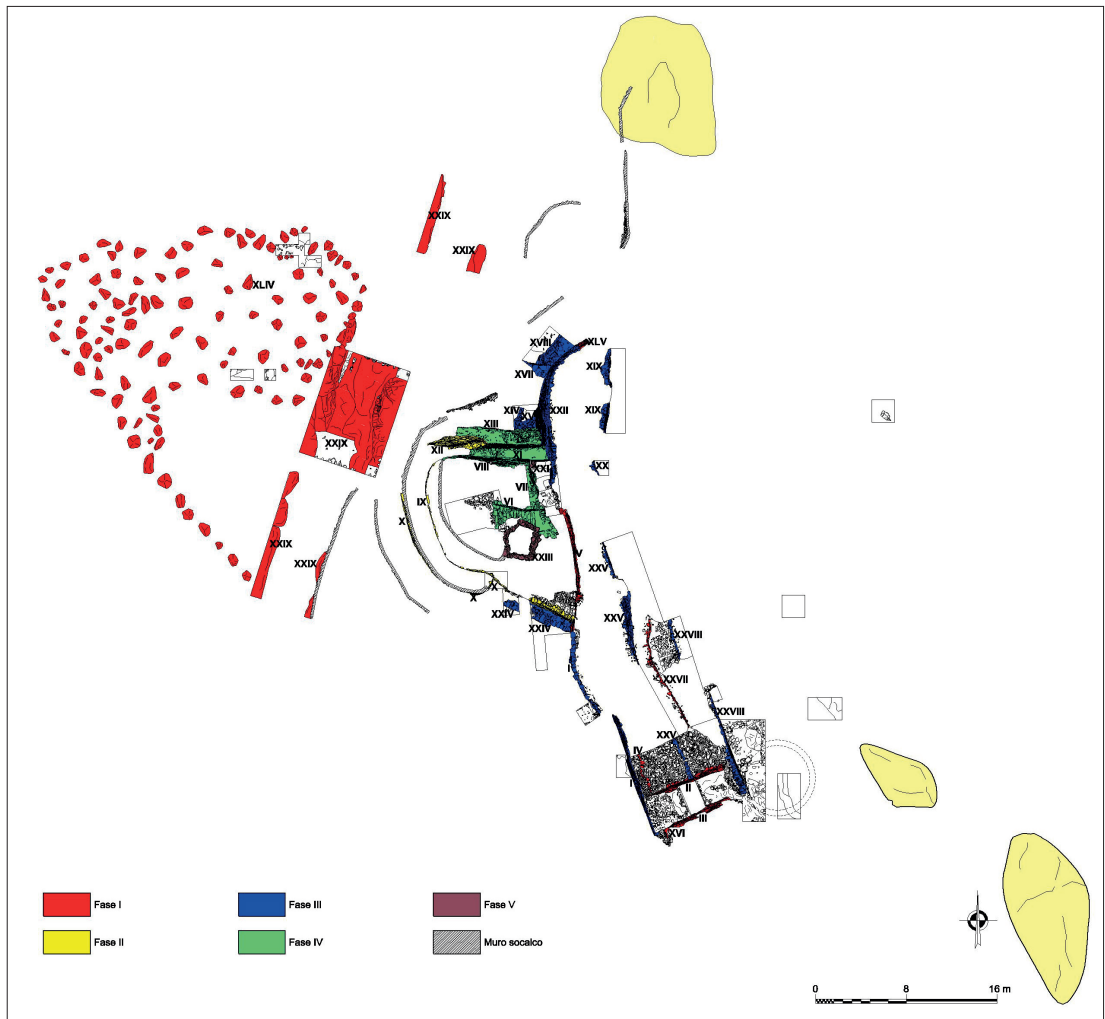 XXIX
XXIX
XLIV
XVIII
XLV
XVII
XIX
XIV
XXII
XIX
XIII
XII
XI
VIII
XXI
XX
XXIX
VII
IX
VI
X
V
XXIX
XXIII
XXIX
XXV
IX
X
XXIV
XXIV
XXV
XXVIII
I
XXVII
XXVIII
XXV
IV
I
II
III
XVI
Fase I
Fase III
Fase V
Fase II
Fase IV
Muro socalco
0 8 16 m